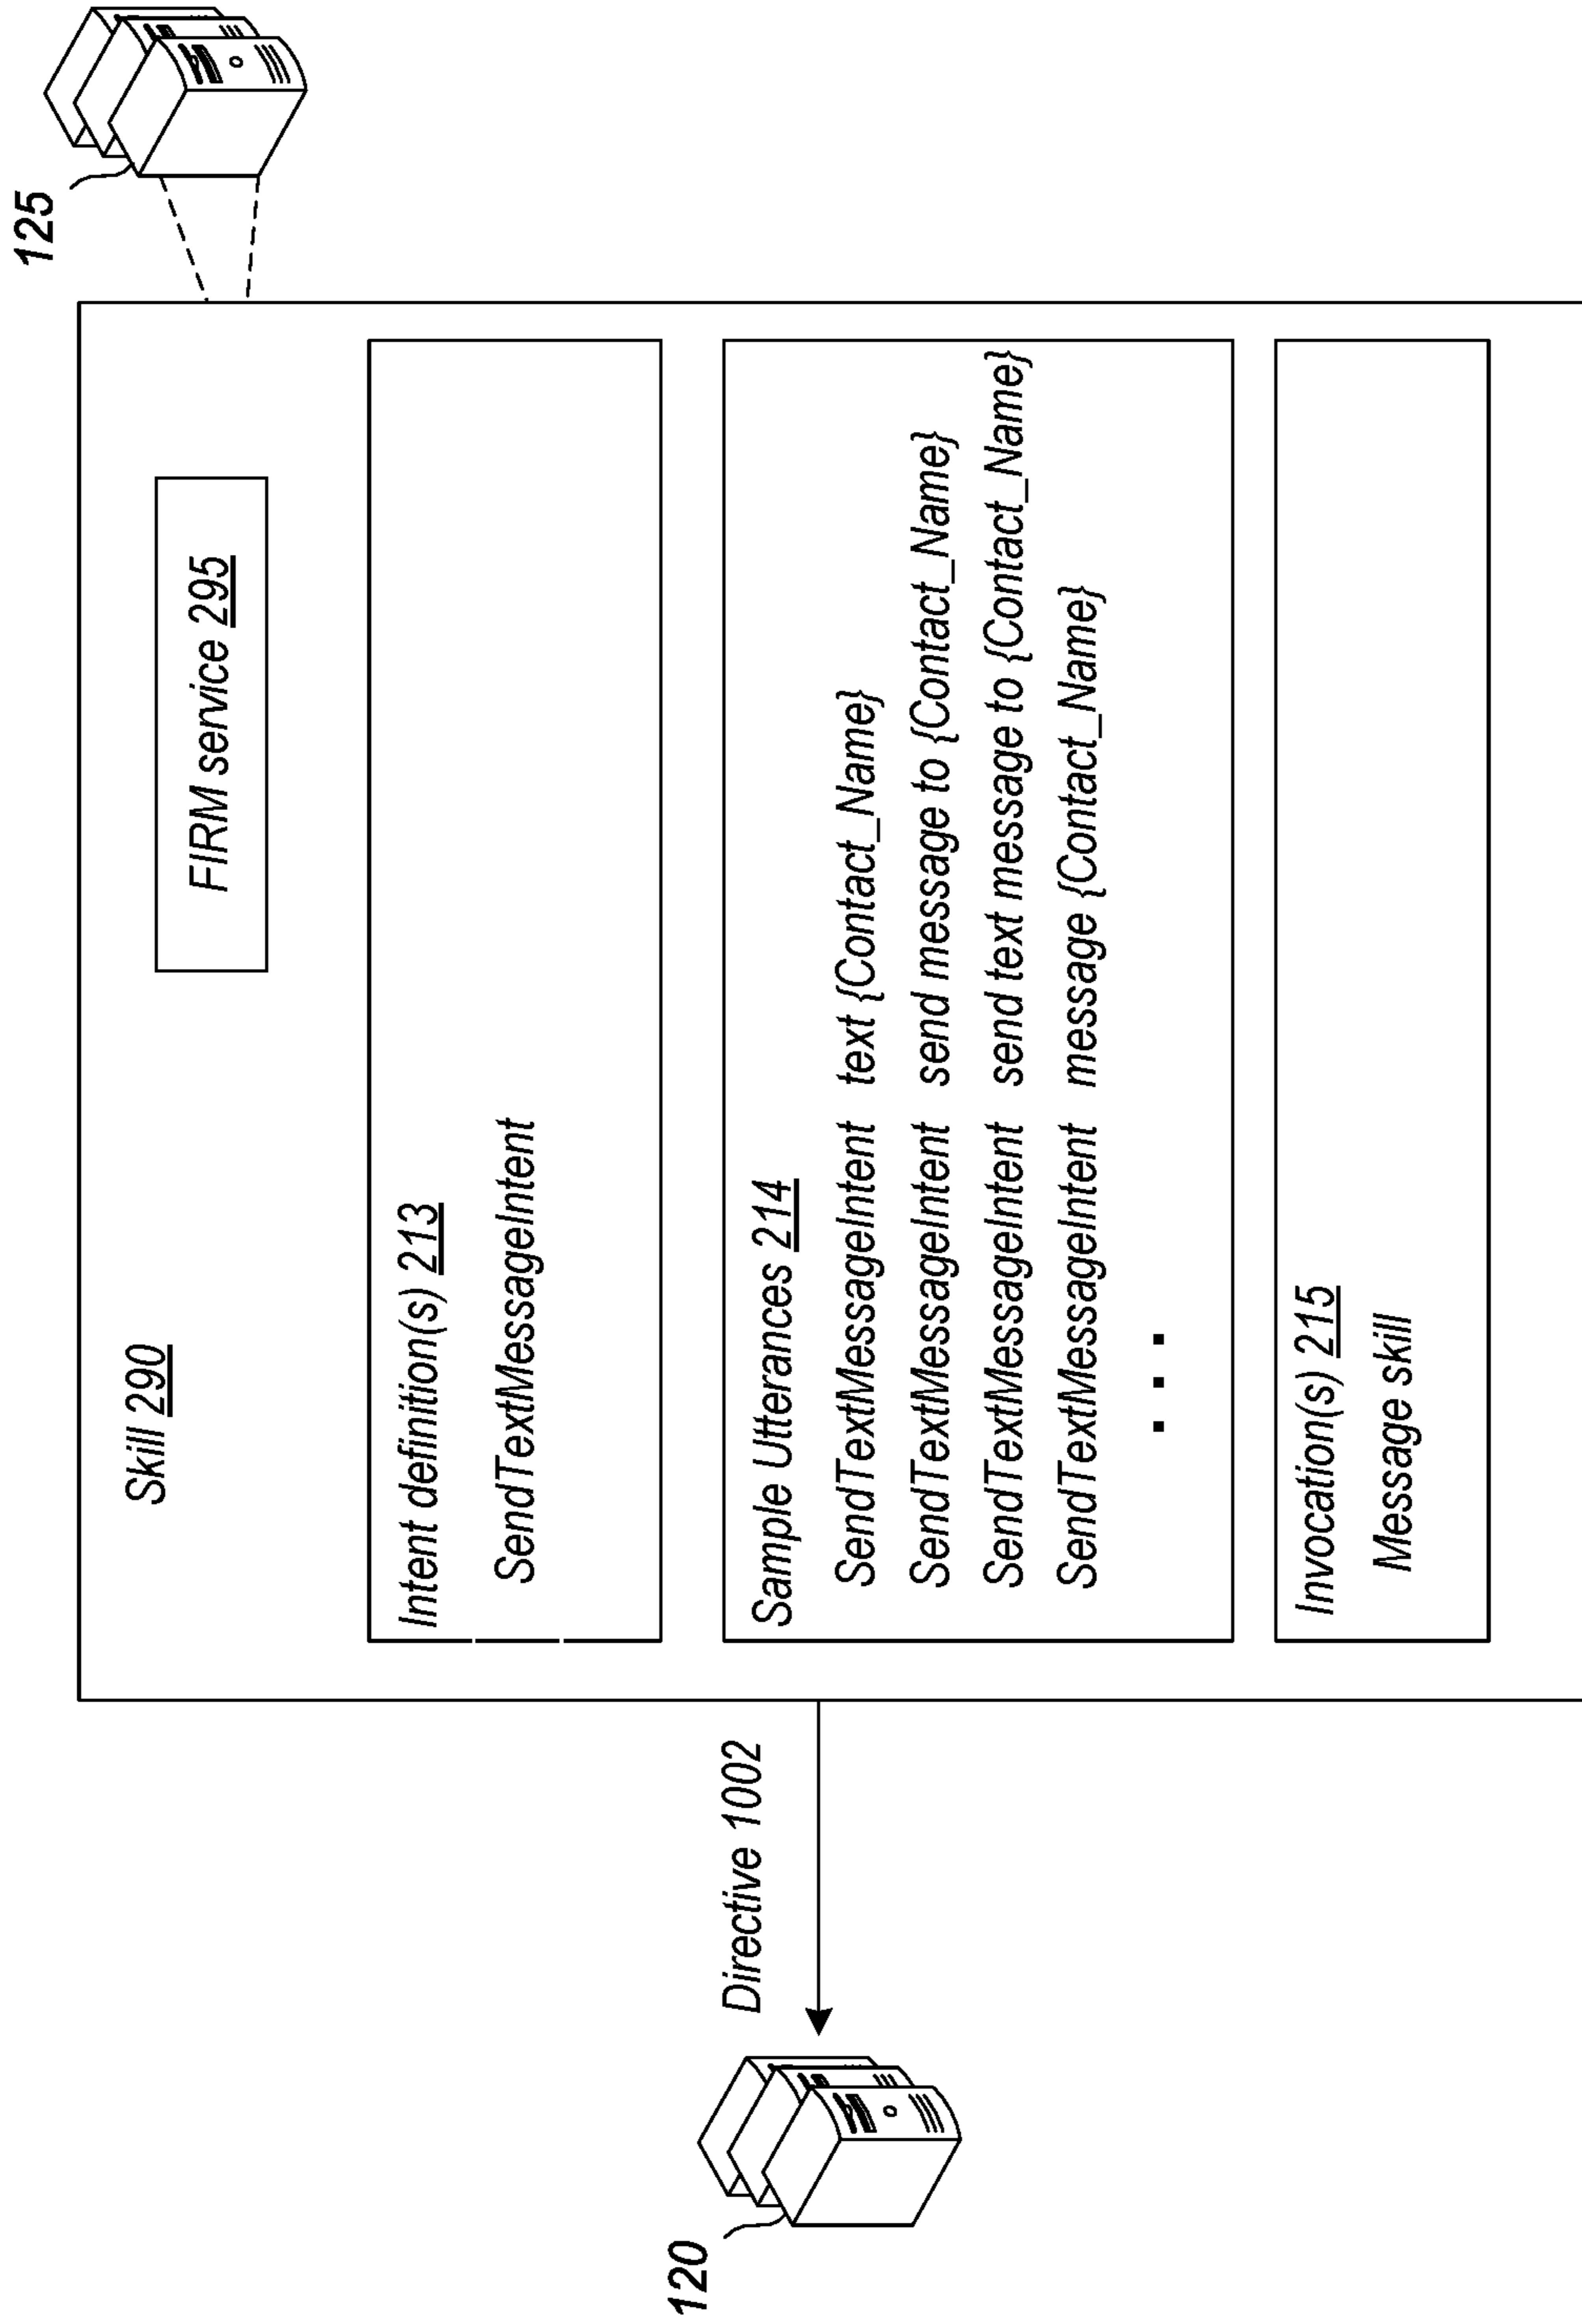 125
Skill 290
FIRM service 295
Intent definition(s) 213
SendTextMessageIntent
Sample Utterances 214
SendTextMessageIntent text {Contact_Name}
SendTextMessageIntent send message to {Contact_Name}
SendTextMessageIntent send text message to {Contact_Name}
SendTextMessageIntent message {Contact_Name}
. . .
Invocation(s) 215
Message skill
Directive 1002
120